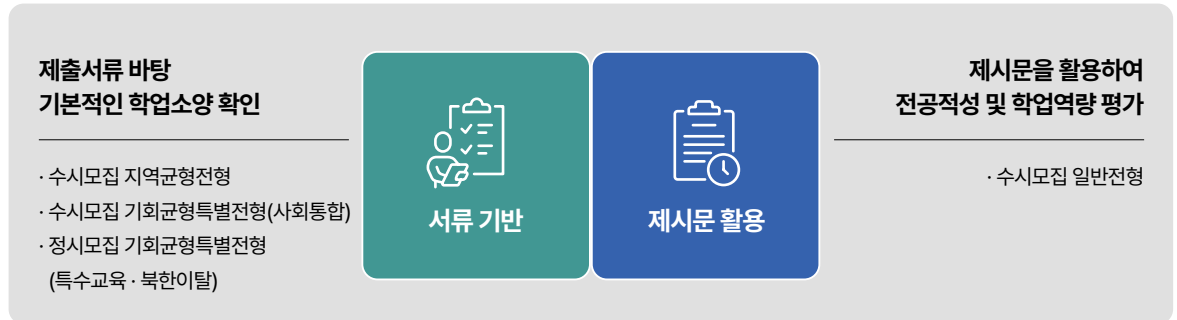 제출서류 바탕
기본적인 학업소양 확인
· 수시모집 지역균형전형
· 수시모집 기회균형특별전형(사회통합)
· 정시모집 기회균형특별전형
(특수교육 · 북한이탈)
서류 기반
제시문 활용
제시문을 활용하여
전공적성 및 학업역량 평가
· 수시모집 일반전형